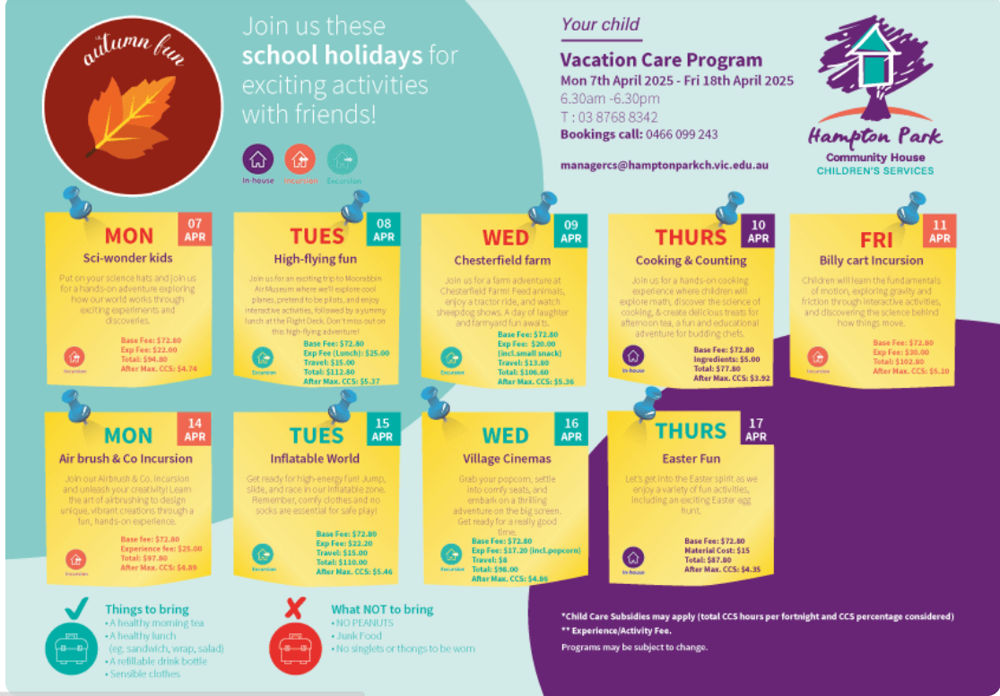 autumn fun
Join us these
school holidays for
exciting activities
with friends!
In-house
Incursion
Excursion
Your child
Vacation Care Program
Mon 7th April 2025 - Fri 18th April 2025
6.30am -6.30pm
T : 03 8768 8342
Bookings call: 0466 099 243
managercs@hamptonparkch.vic.edu.au
Hampton Park
Community House
CHILDREN'S SERVICES
MON
07
APR
Sci-wonder kids
Put on your science hats and join us
for a hands-on adventure exploring
how our world works through
exciting experiments and
discoveries.
Incursion
Base Fee: $72.80
Exp Fee: $22.00
Total: $94.80
After Max. CCS: $4.74
TUES
08
APR
High-flying fun
Join us for an exciting trip to Moorabbin
Air Museum where we'll explore cool
planes, pretend to be pilots, and enjoy
interactive activities, followed by a yummy
lunch at the Right Deck. Don't miss out on
this high-flying adventure!
Excursion
Base Fee: $72.80
Exp Fee (Lunch): $25.00
Travel: $15.00
Total: $112.80
After Max. CCS: $5.37
WED
09
APR
Chesterfield farm
Join us for a farm adventure at
Chesterfield Farm! Feed animals,
enjoy a tractor ride, and watch
sheepdog shows. A day of laughter
and farmyard fun awaits.
Excursion
Base Fee: $72.80
Exp Fee: $20.00
(incl.small snack)
Travel: $13.80
Total: $106.60
After Max. CCS: $5.36
THURS
10
APR
Cooking & Counting
Join us for a hands-on cooking
experience where children will
explore math, discover the science of
cooking, & create delicious treats for
afternoon tea, a fun and educational
adventure for budding chefs.
In-house
Base Fee: $72.80
Ingredients: $5.00
Total: $77.80
After Max. CCS: $3.92
FRI
11
APR
Billy cart Incursion
Children will learn the fundamentals
of motion, exploring gravity and
friction through interactive activities,
and discovering the science behind
how things move.
Incursion
Base Fee: $72.80
Exp Fee: $30.00
Total: $102.80
After Max. CCS: $5.10
MON
14
APR
Air brush & Co Incursion
Join our Airbrush & Co. incursion
and unleash your creativity! Learn
the art of airbrushing to design
unique, vibrant creations through a
fun, hands-on experience.
Incursion
Base fee: $72.80
Experience fee: $25.00
Total: $97.80
After Max. CCS: $4.89
TUES
15
APR
Inflatable World
Get ready for high-energy fun! Jump,
slide, and race in our inflatable zone.
Remember, comfy clothes and no
socks are essential for safe play!
Excursion
Base Fee: $72.80
Exp Fee: $22.20
Travel: $15.00
Total: $110.00
After Max. CCS: $5.46
WED
16
APR
Village Cinemas
Grab your popcorn, settle
into comfy seats, and
embark on a thrilling
adventure on the big screen.
Get ready for a really good
time.
Excursion
Base Fee: $72.80
Exp Fee: $17.20 (incl.popcorn)
Travel: $8
Total: $98.00
After Max. CCS: $4.86
THURS
17
APR
Easter Fun
Let's get into the Easter spirit as we
enjoy a variety of fun activities,
including an exciting Easter egg
hunt.
In-house
Base Fee: $72.80
Material Cost: $15
Total: $87.80
After Max. CCS: $4.35
Things to bring
• A healthy morning tea
• A healthy lunch
(eg. sandwich, wrap, salad)
• A refillable drink bottle
• Sensible clothes
What NOT to bring
• NO PEANUTS
• Junk Food
• No singlets or thongs to be worn
*Child Care Subsidies may apply (total CCS hours per fortnight and CCS percentage considered)
** Experience/Activity Fee.
Programs may be subject to change.